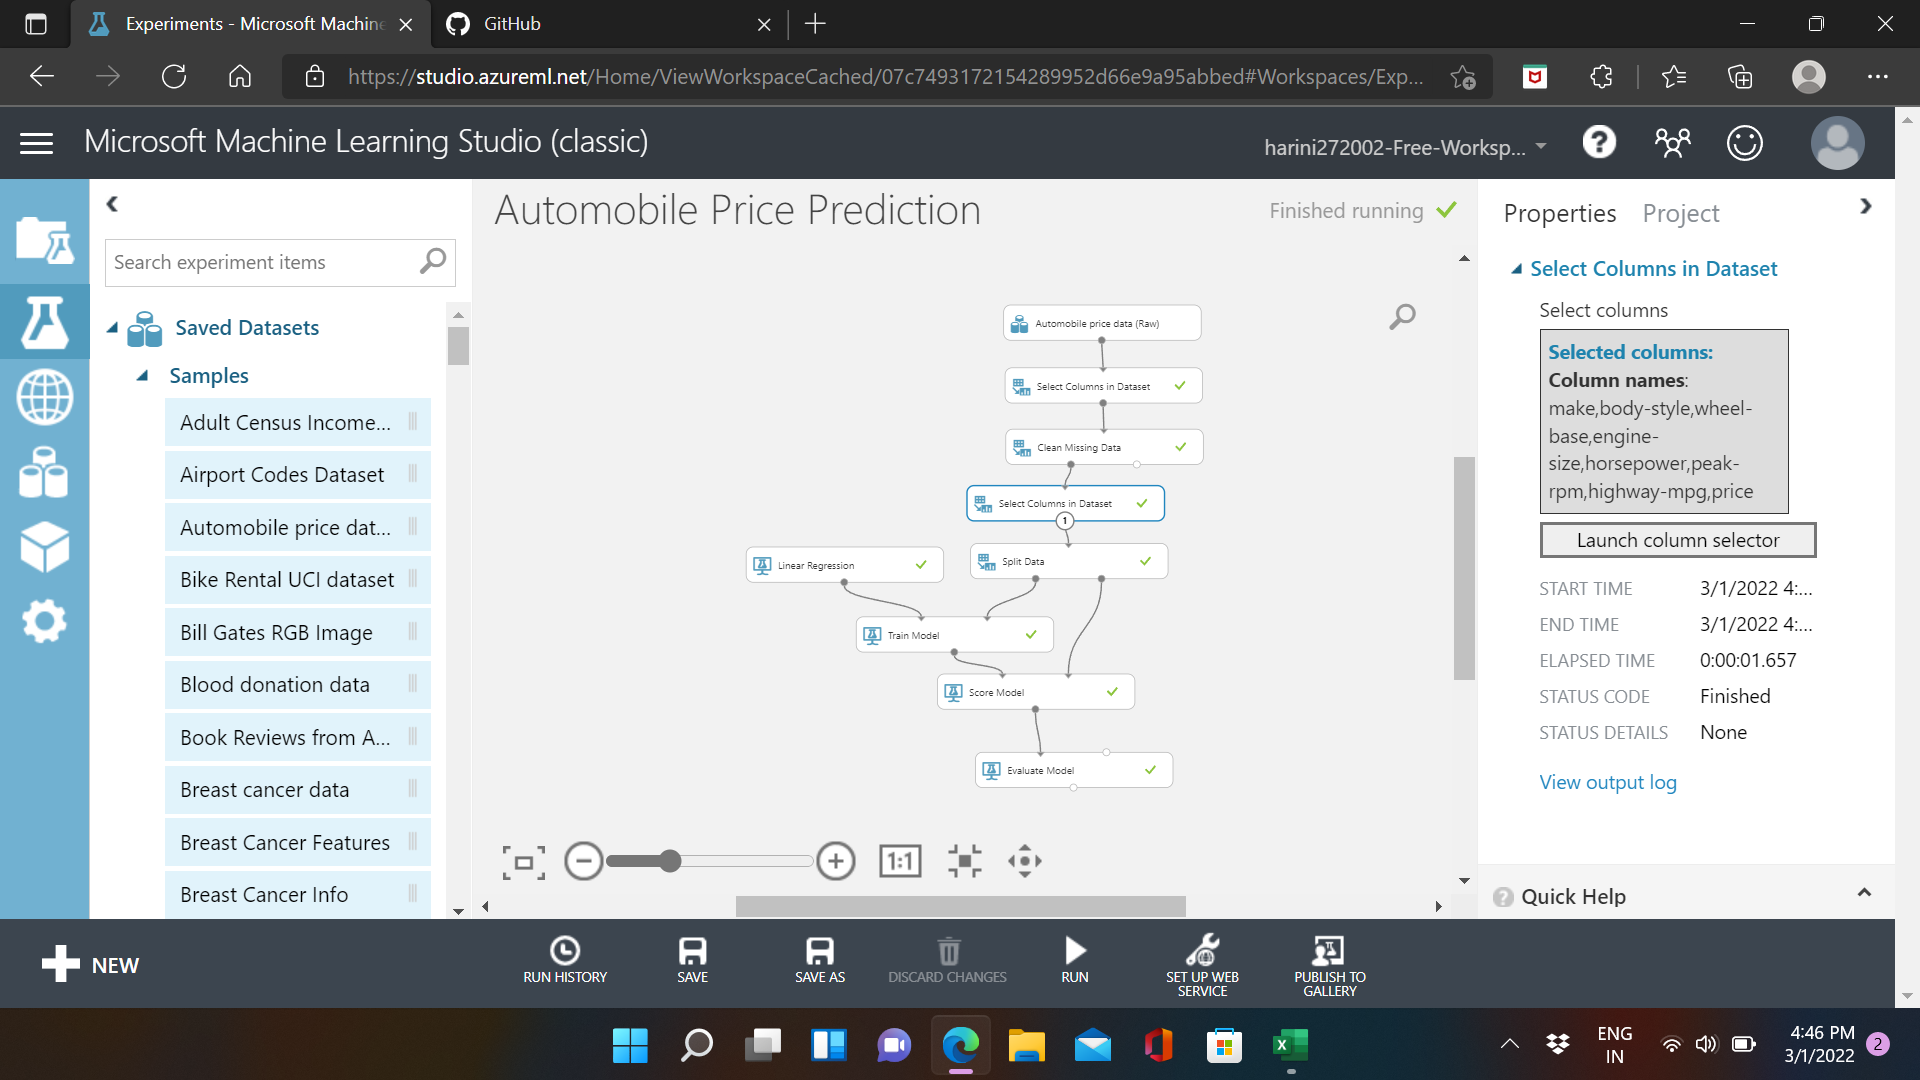 Experiments - Microsoft Machine
GitHub
https://studio.azureml.net/Home/ViewWorkspaceCached/07c7493172154289952d66e9a95abbed#Workspaces/Exp...
Microsoft Machine Learning Studio (classic)
harini272002-Free-Worksp...
Search experiment items
Saved Datasets
Samples
Adult Census Income...
Airport Codes Dataset
Automobile price dat...
Bike Rental UCI dataset
Bill Gates RGB Image
Blood donation data
Book Reviews from A...
Breast cancer data
Breast Cancer Features
Breast Cancer Info
Automobile Price Prediction
Finished running
Automobile price data (Raw)
Select Columns in Dataset
Clean Missing Data
Select Columns in Dataset
1
Linear Regression
Split Data
Train Model
Score Model
Evaluate Model
1:1
Properties
Project
Select Columns in Dataset
Select columns
Selected columns:
Column names:
make,body-style,wheel-
base,engine-
size,horsepower,peak-
rpm,highway-mpg,price
Launch column selector
START TIME 3/1/2022 4:...
END TIME 3/1/2022 4:...
ELAPSED TIME 0:00:01.657
STATUS CODE Finished
STATUS DETAILS None
View output log
? Quick Help
NEW
RUN HISTORY
SAVE
SAVE AS
DISCARD CHANGES
RUN
SET UP WEB
SERVICE
PUBLISH TO
GALLERY
ENG
IN
4:46 PM
3/1/2022
2